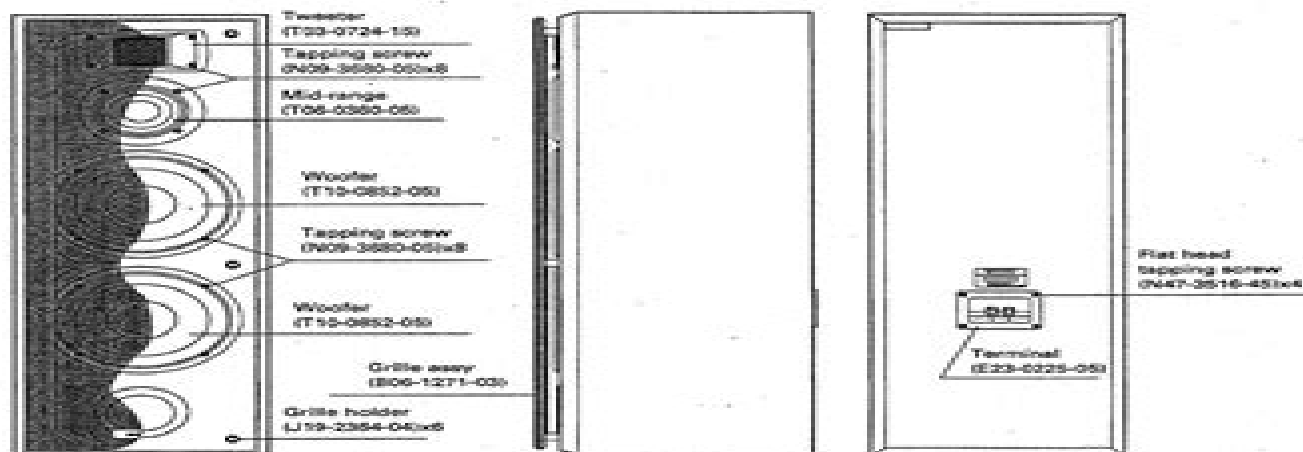 Tweeter
(T03-0724-15)
Tapping screw
(N09-3680-05)x8
Mid-range
(T06-0360-05)
Woofer
(T10-0852-05)
Tapping screw
(N09-3680-05)x8
Woofer
(T10-0852-05)
Grille assy
(B06-1271-03)
Grille holder
(J19-2364-04)x6
Flat head
tapping screw
(N47-3516-45)x4
Terminal
(E23-0225-05)